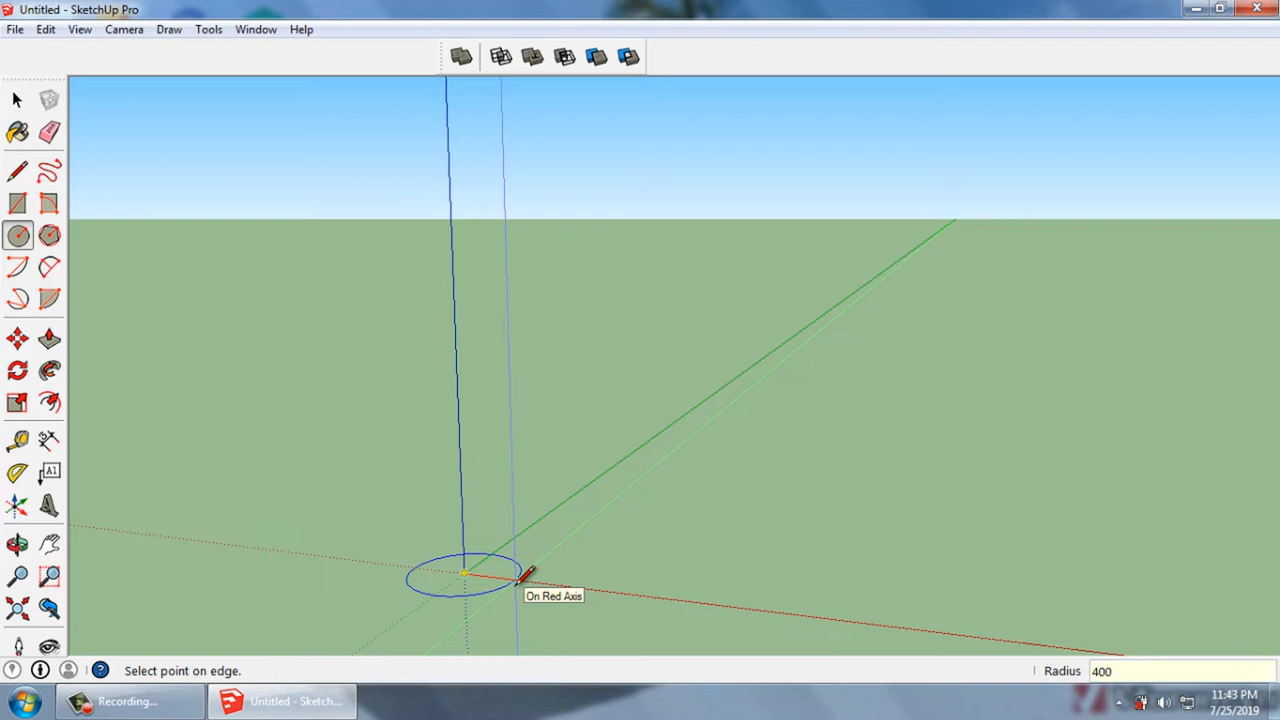 Untitled - SketchUp Pro
File Edit View Camera Draw Tools Window Help
A1
On Red Axis
Select point on edge.
Radius 400
Recording...
Untitled - Sketch...
11:43 PM
7/25/2019